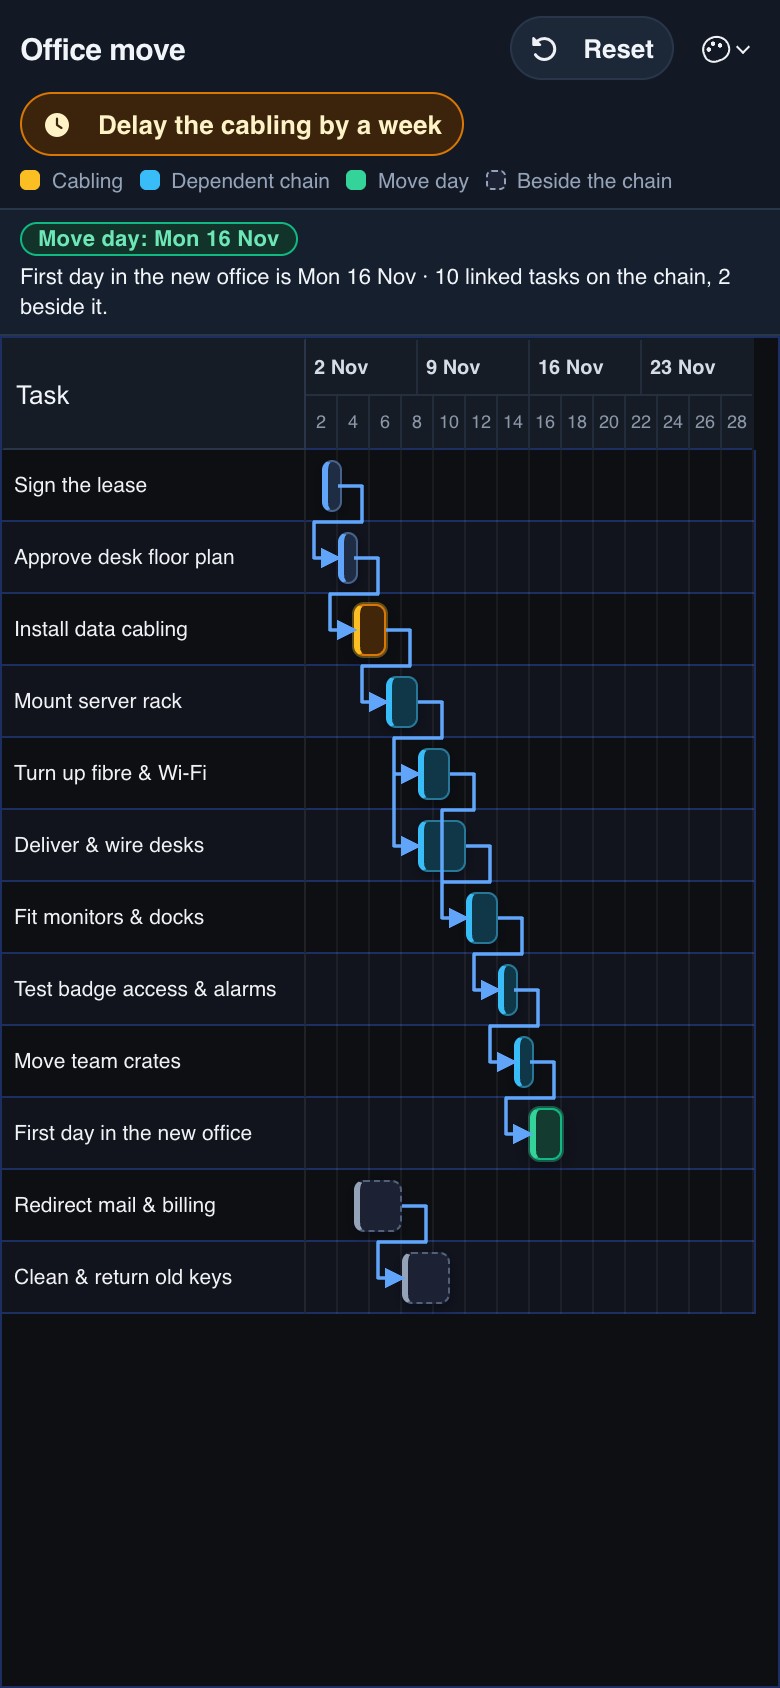 Office move
Reset
Delay the cabling by a week
Cabling
Dependent chain
Move day
Beside the chain
Move day: Mon 16 Nov
First day in the new office is Mon 16 Nov · 10 linked tasks on the chain, 2
beside it.
Task
2 Nov 9 Nov 16 Nov 23 Nov
2 4 6 8 10 12 14 16 18 20 22 24 26 28
Sign the lease
Approve desk floor plan
Install data cabling
Mount server rack
Turn up fibre & Wi-Fi
Deliver & wire desks
Fit monitors & docks
Test badge access & alarms
Move team crates
First day in the new office
Redirect mail & billing
Clean & return old keys